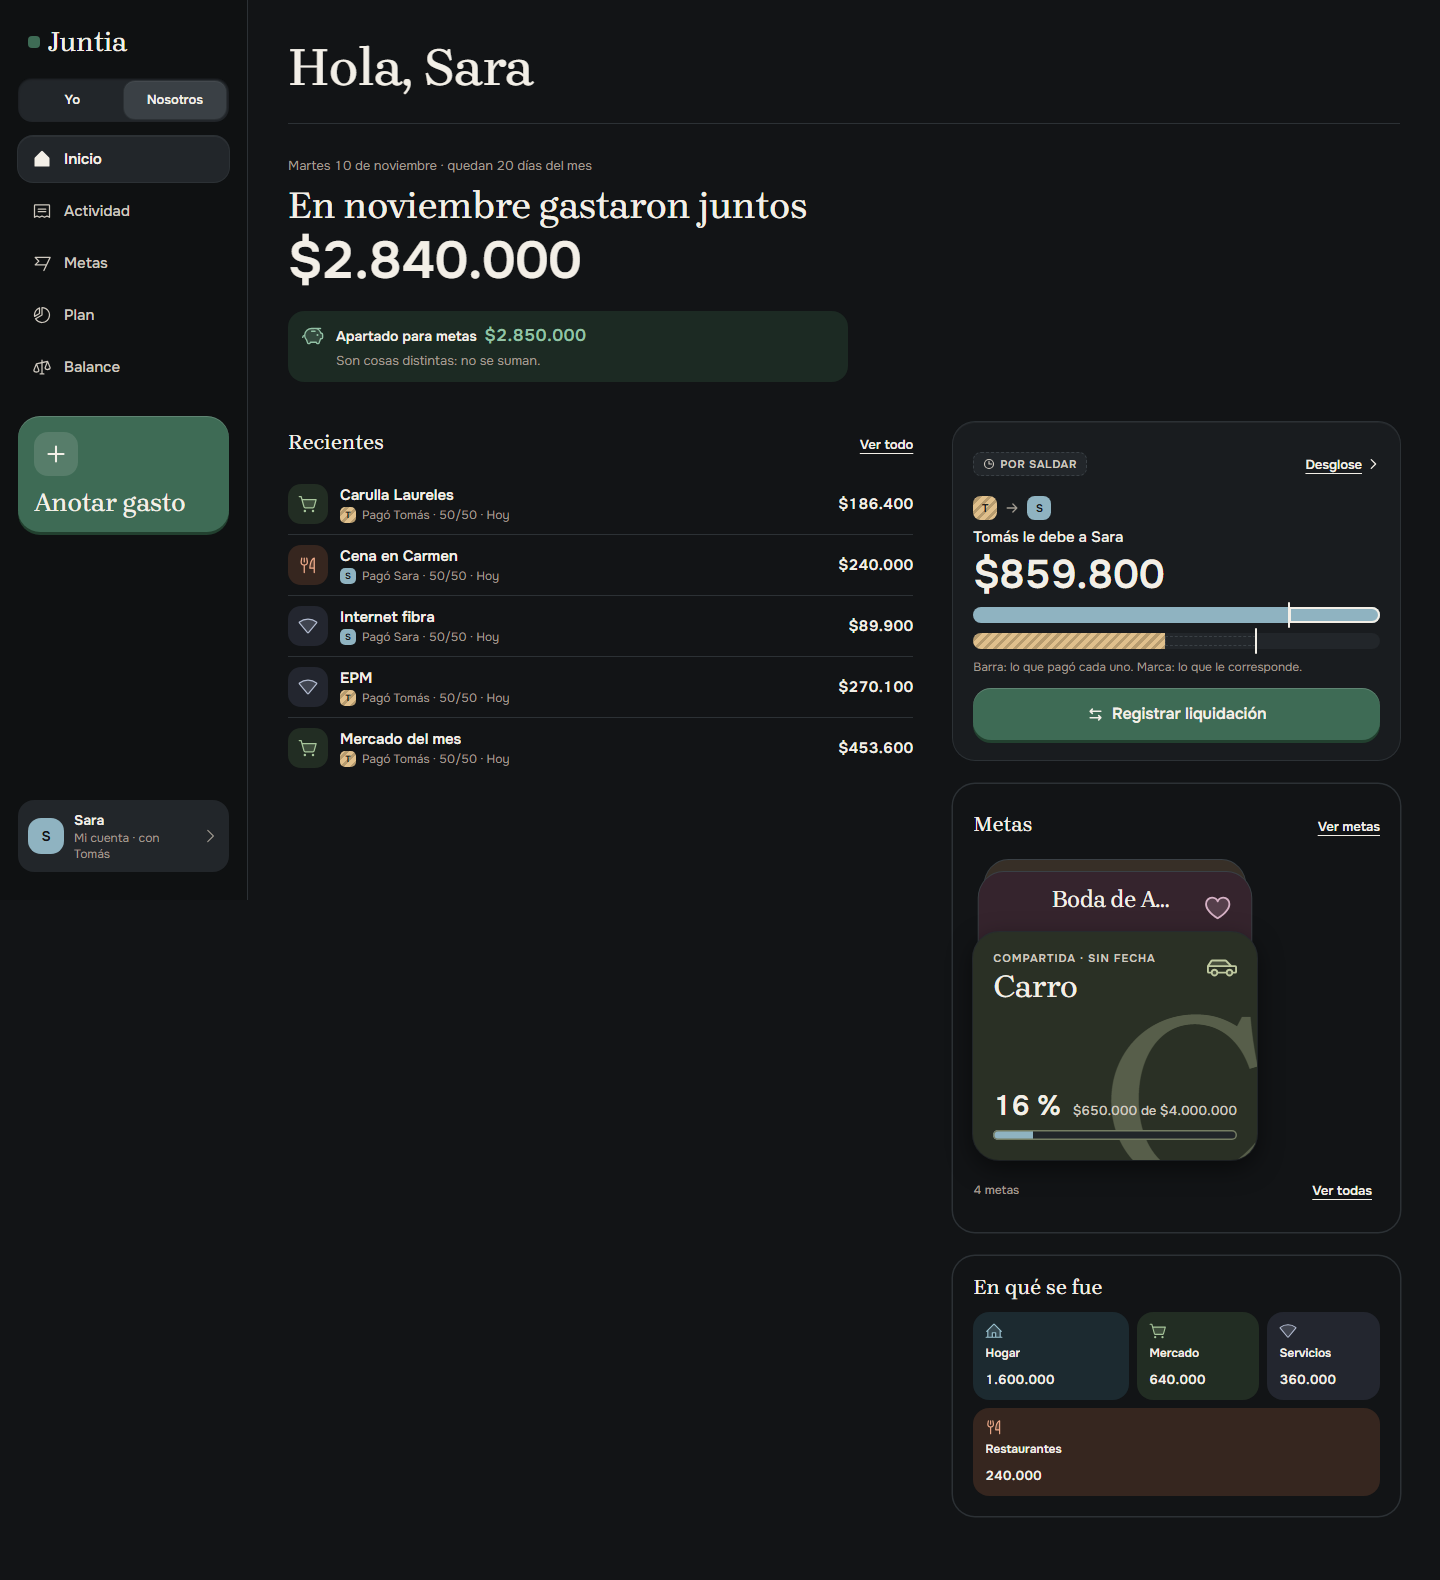 Juntia
Yo
Nosotros
Inicio
Actividad
Metas
Plan
Balance
Anotar gasto
S
Sara
Mi cuenta · con
Tomás
Hola, Sara
Martes 10 de noviembre · quedan 20 días del mes
En noviembre gastaron juntos
$2.840.000
Apartado para metas $2.850.000
Son cosas distintas: no se suman.
Recientes
Ver todo
Carulla Laureles
T Pagó Tomás · 50/50 · Hoy
$186.400
Cena en Carmen
S Pagó Sara · 50/50 · Hoy
$240.000
Internet fibra
S Pagó Sara · 50/50 · Hoy
$89.900
EPM
T Pagó Tomás · 50/50 · Hoy
$270.100
Mercado del mes
T Pagó Tomás · 50/50 · Hoy
$453.600
POR SALDAR
Desglose
T → S
Tomás le debe a Sara
$859.800
Barra: lo que pagó cada uno. Marca: lo que le corresponde.
Registrar liquidación
Metas
Ver metas
Boda de A...
COMPARTIDA · SIN FECHA
Carro
C
16 % $650.000 de $4.000.000
4 metas
Ver todas
En qué se fue
Hogar
1.600.000
Mercado
640.000
Servicios
360.000
Restaurantes
240.000